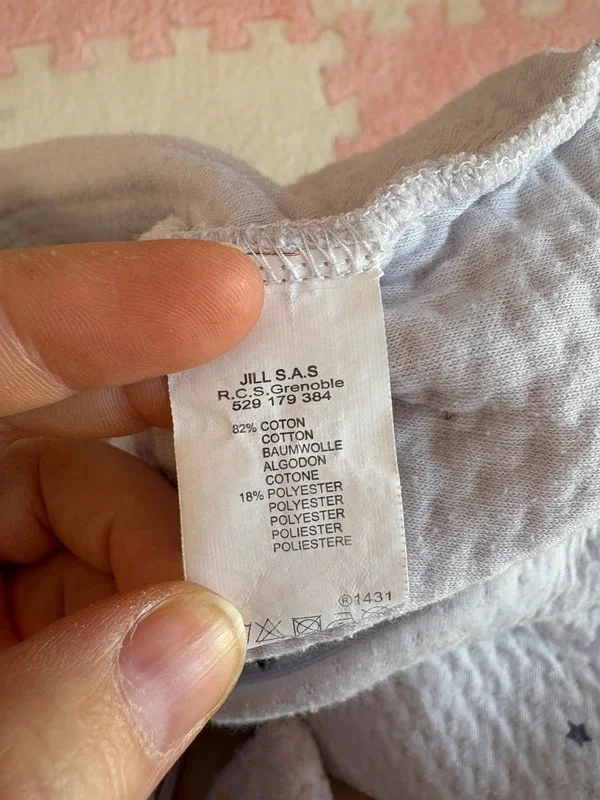 JILL S.A.S
R.C.S.Grenoble
529 179 384
82% COTON
COTTON
BAUMWOLLE
ALGODON
COTONE
18% POLYESTER
POLYESTER
POLYESTER
POLIESTER
POLIESTERE
®1431